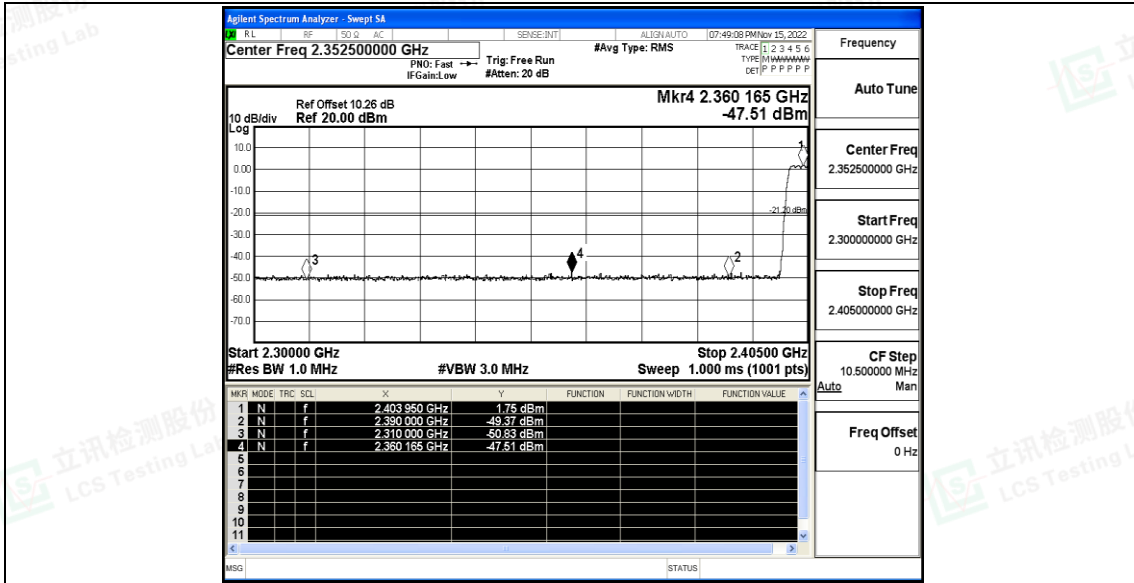 Agilent Spectrum Analyzer - Swept SA
LXI RL RF 50 Ω AC SENSE:INT ALIGN AUTO 07:49:08 PM Nov 15, 2022
Center Freq 2.352500000 GHz
PNO: Fast
IFGain:Low
Trig: Free Run
#Atten: 20 dB
#Avg Type: RMS
TRACE 1 2 3 4 5 6
TYPE M WWWWW
DET P P P P P P
Mkr4 2.360 165 GHz
-47.51 dBm
Ref Offset 10.26 dB
10 dB/div Ref 20.00 dBm
Log
10.0
0.00
-10.0
-20.0
-30.0
-40.0
-50.0
-60.0
-70.0
1
-21.20 dBm
3
4
2
Start 2.30000 GHz Stop 2.40500 GHz
#Res BW 1.0 MHz #VBW 3.0 MHz Sweep 1.000 ms (1001 pts)
MKR MODE TRC SCL X Y FUNCTION FUNCTION WIDTH FUNCTION VALUE
1 N f 2.403 950 GHz 1.75 dBm
2 N f 2.390 000 GHz -49.37 dBm
3 N f 2.310 000 GHz -50.83 dBm
4 N f 2.360 165 GHz -47.51 dBm
5
6
7
8
9
10
11
MSG STATUS
Frequency
Auto Tune
Center Freq
2.352500000 GHz
Start Freq
2.300000000 GHz
Stop Freq
2.405000000 GHz
CF Step
10.500000 MHz
Auto Man
Freq Offset
0 Hz
立讯检测股份
LCS Testing Lab
立讯检测股份
LCS Testing L